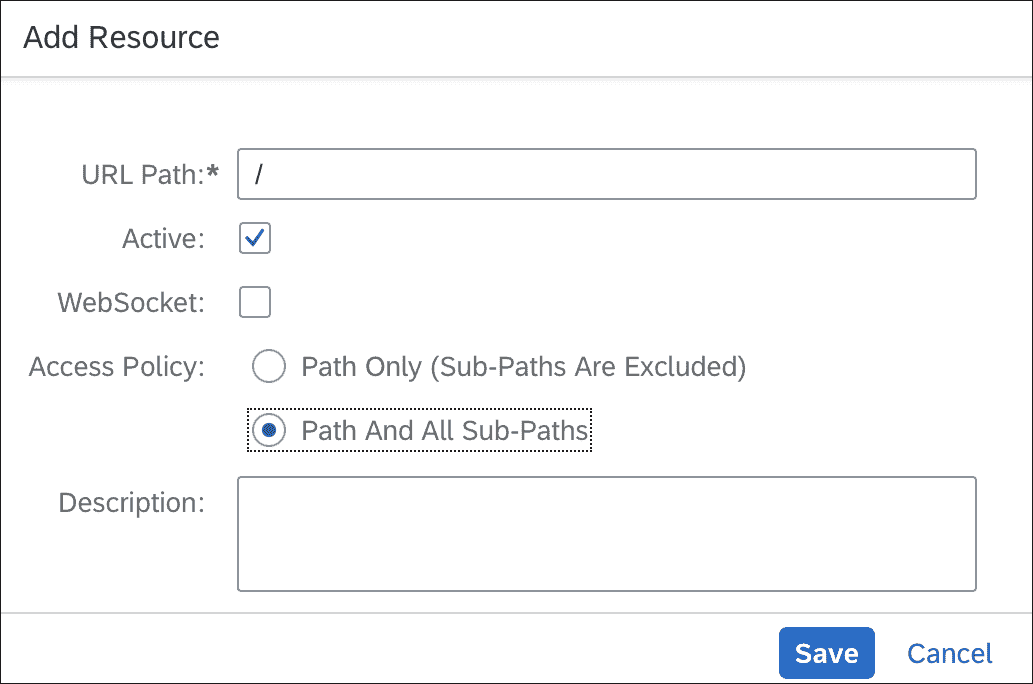 Add Resource
URL Path:* /
Active:
WebSocket:
Access Policy: Path Only (Sub-Paths Are Excluded)
Path And All Sub-Paths
Description:
Save Cancel